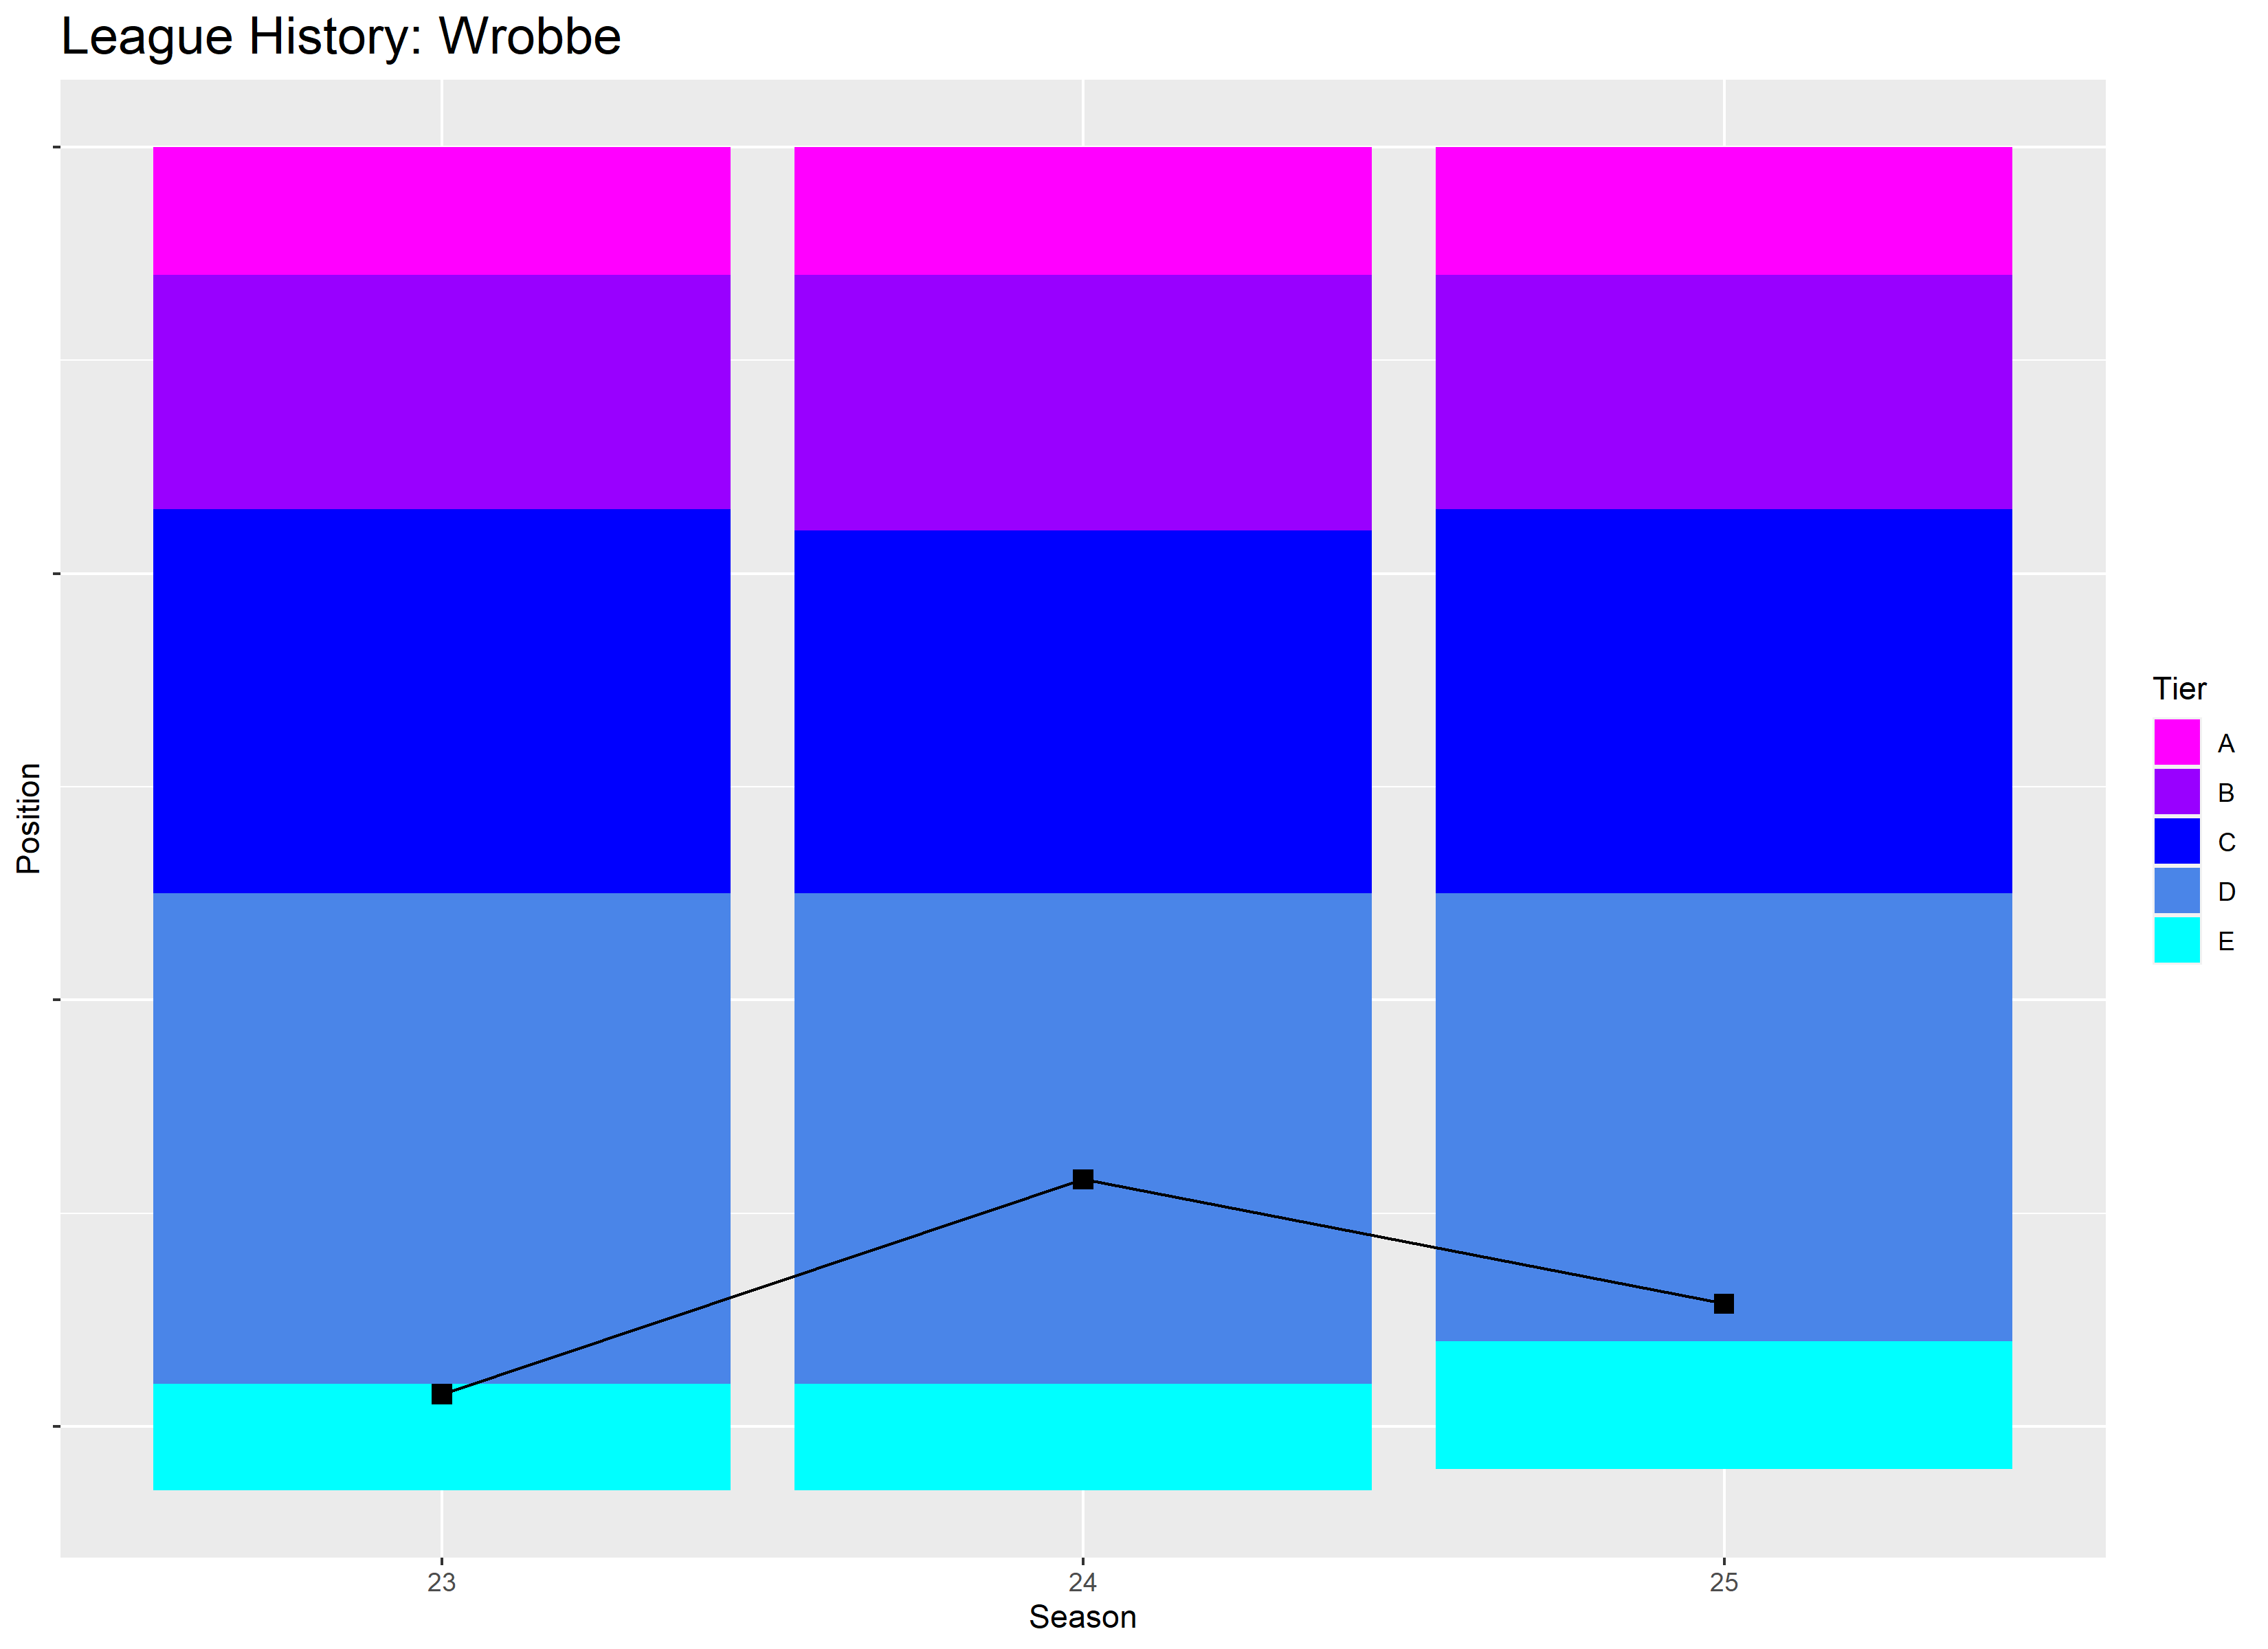 League History: Wrobbe
Position
Tier
A
B
C
D
E
23
24
25
Season